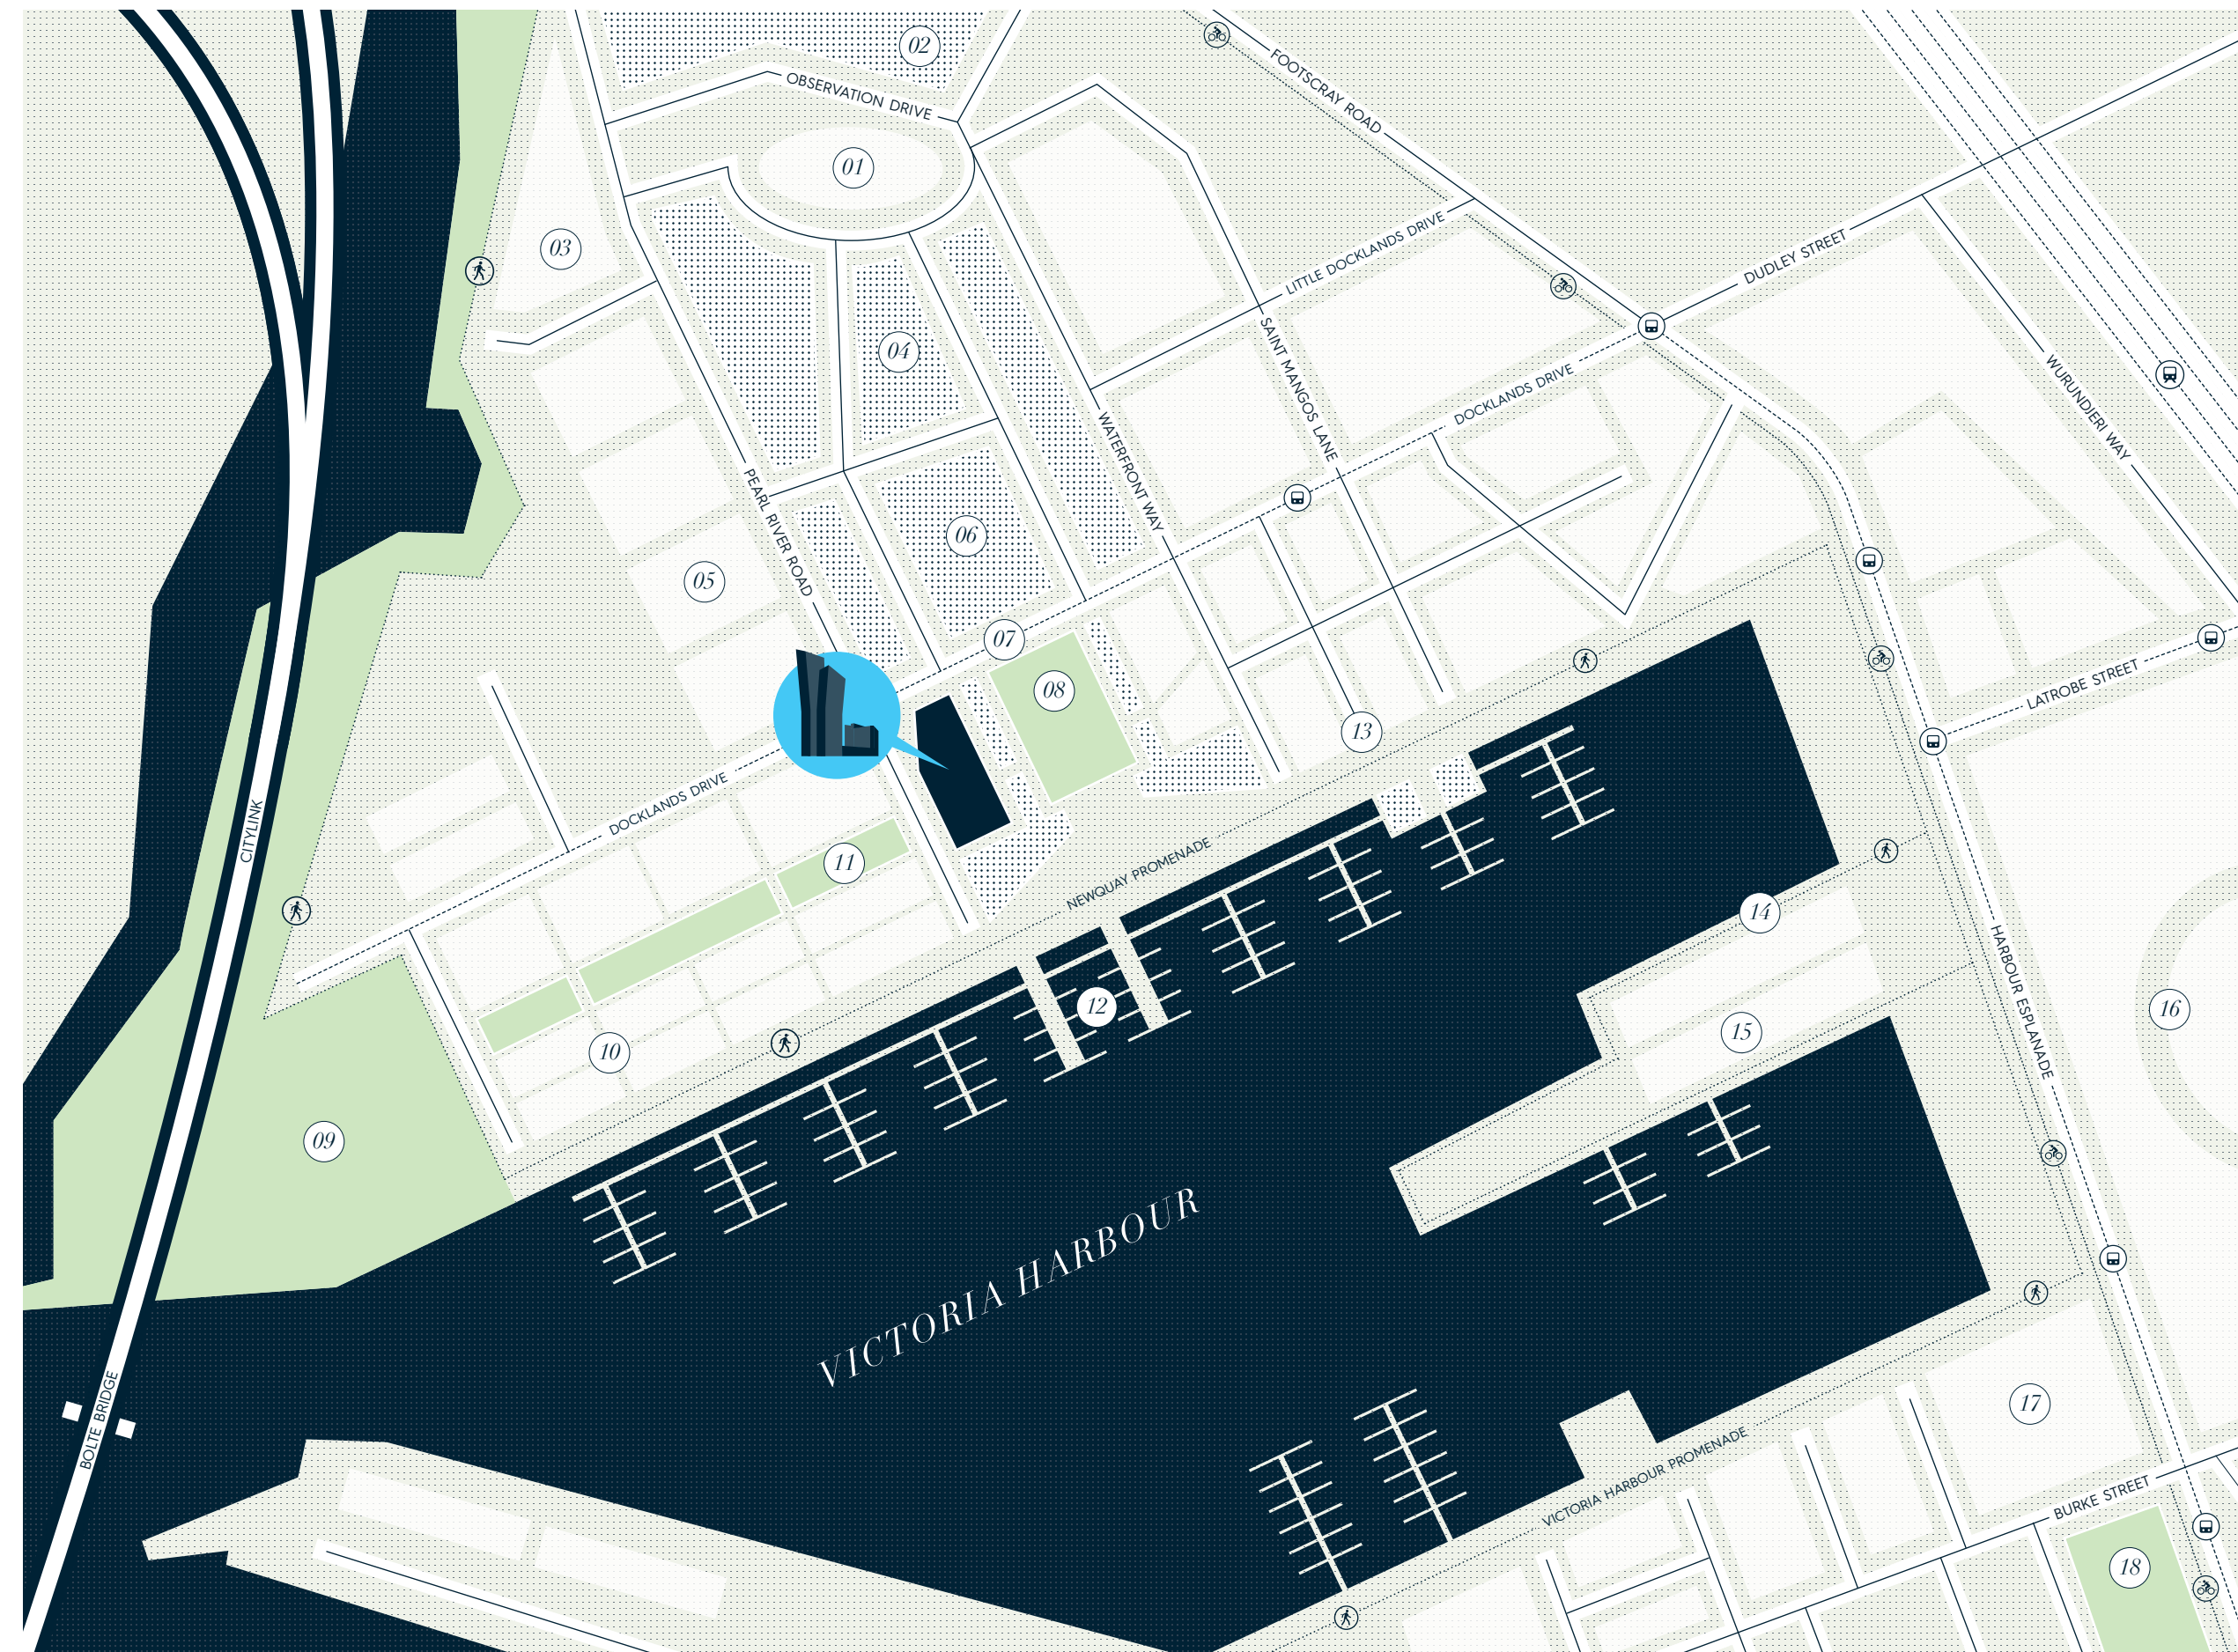 02
FOOTSCRAY ROAD
OBSERVATION DRIVE
01
03
LITTLE DOCKLANDS DRIVE
DUDLEY STREET
04
SAINT MANGOS LANE
DOCKLANDS DRIVE
WURUNDJERI WAY
WATERFRONT WAY
PEARL RIVER ROAD
06
05
07
08
LATROBE STREET
13
DOCKLANDS DRIVE
CITYLINK
11
NEWQUAY PROMENADE
14
HARBOUR ESPLANADE
12
16
15
10
09
VICTORIA HARBOUR
BOLTE BRIDGE
17
VICTORIA HARBOUR PROMENADE
BURKE STREET
18